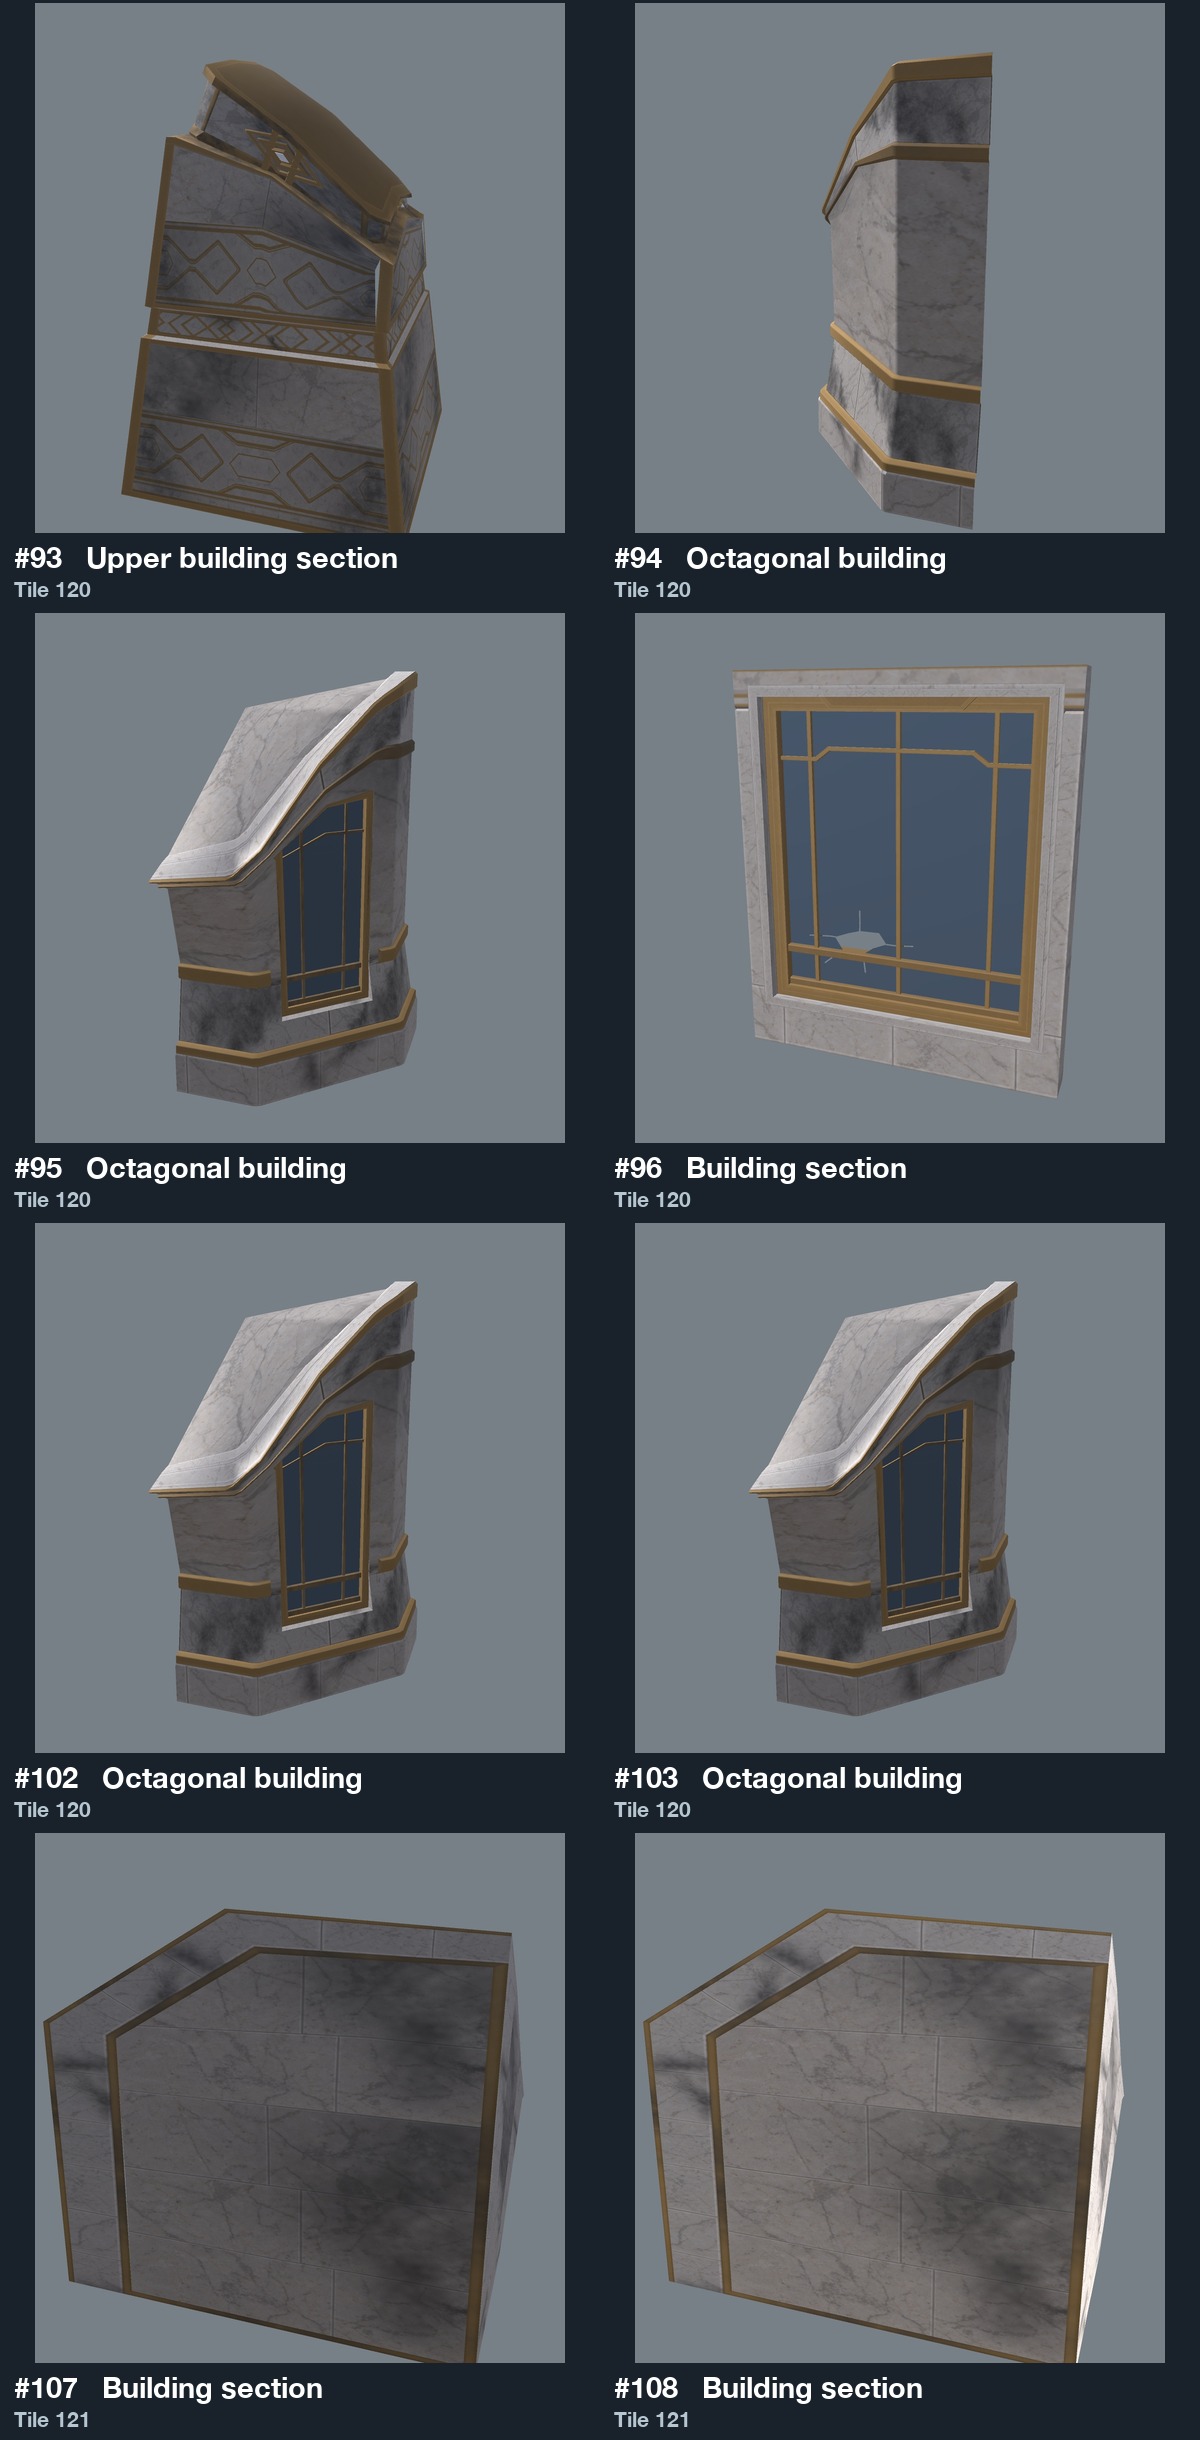 #93 Upper building section
Tile 120
#94 Octagonal building
Tile 120
#95 Octagonal building
Tile 120
#96 Building section
Tile 120
#102 Octagonal building
Tile 120
#103 Octagonal building
Tile 120
#107 Building section
Tile 121
#108 Building section
Tile 121